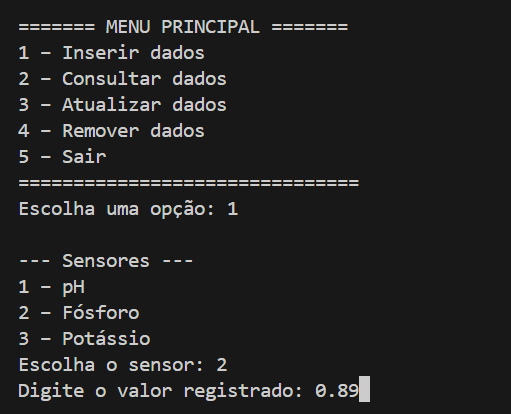 ======= MENU PRINCIPAL =======
1 – Inserir dados
2 – Consultar dados
3 – Atualizar dados
4 – Remover dados
5 – Sair
===============================
Escolha uma opção: 1
--- Sensores ---
1 – pH
2 – Fósforo
3 – Potássio
Escolha o sensor: 2
Digite o valor registrado: 0.89